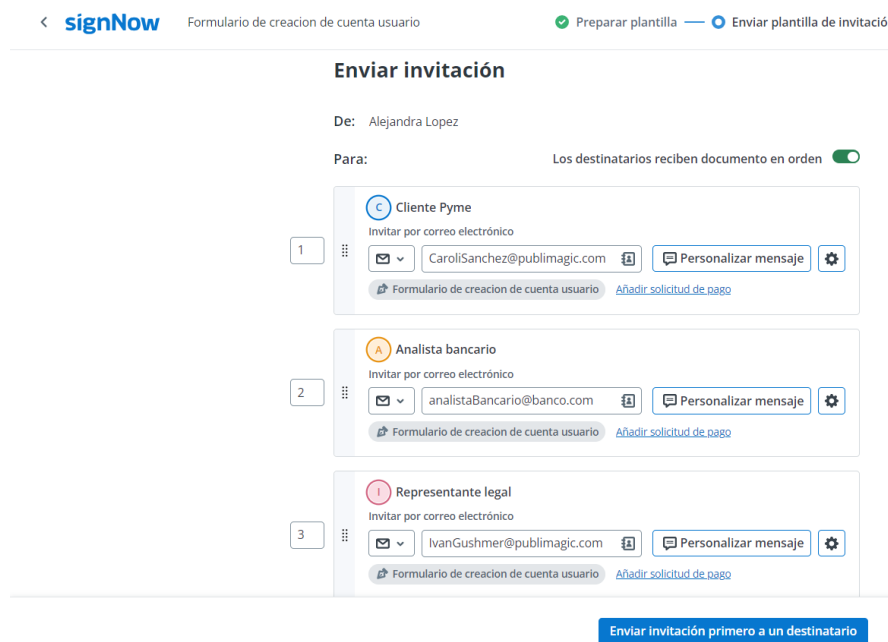 signNow Formulario de creacion de cuenta usuario Preparar plantilla Enviar plantilla de invitació
Enviar invitación
De: Alejandra Lopez
Para: Los destinatarios reciben documento en orden
C Cliente Pyme
Invitar por correo electrónico
1 CaroliSanchez@publimagic.com Personalizar mensaje
Formulario de creacion de cuenta usuario Añadir solicitud de pago
A Analista bancario
Invitar por correo electrónico
2 analistaBancario@banco.com Personalizar mensaje
Formulario de creacion de cuenta usuario Añadir solicitud de pago
I Representante legal
Invitar por correo electrónico
3 IvanGushmer@publimagic.com Personalizar mensaje
Formulario de creacion de cuenta usuario Añadir solicitud de pago
Enviar invitación primero a un destinatario